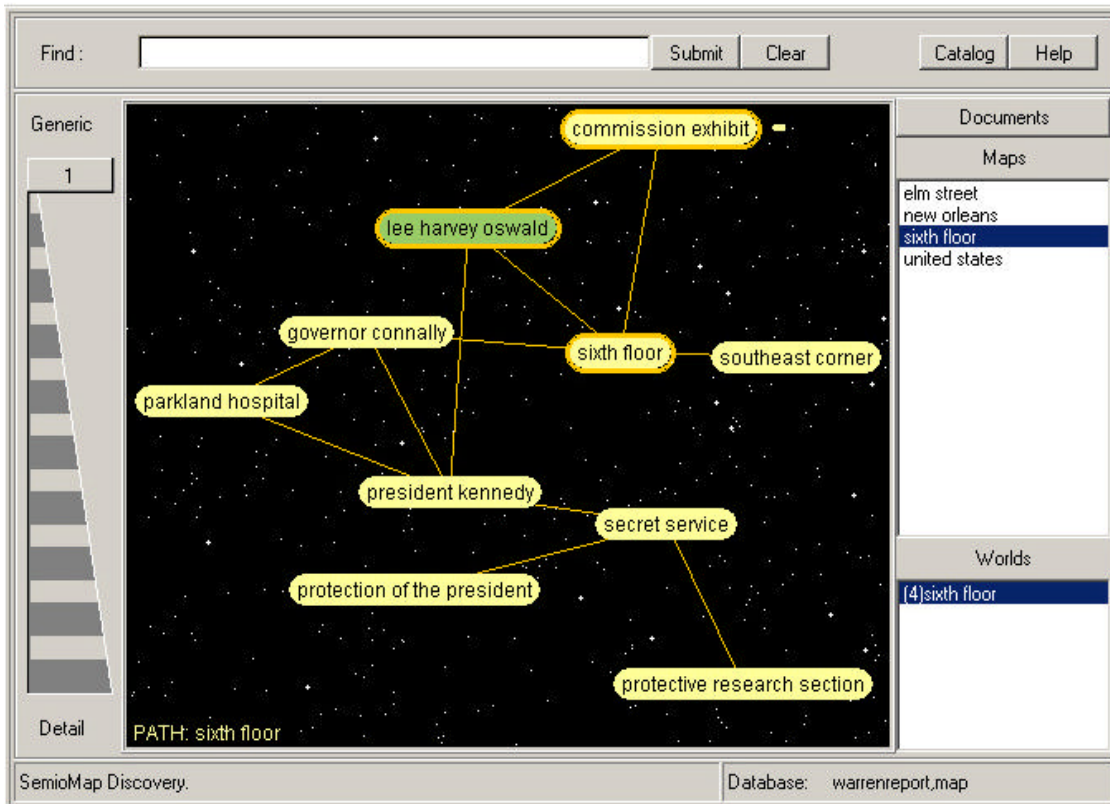 Find :
Submit
Clear
Catalog
Help
Generic
1
Detail
commission exhibit
lee harvey oswald
governor connally
sixth floor
southeast corner
parkland hospital
president kennedy
secret service
protection of the president
protective research section
PATH: sixth floor
Documents
Maps
elm street
new orleans
sixth floor
united states
Worlds
(4)sixth floor
SemioMap Discovery.
Database: warrenreport,map